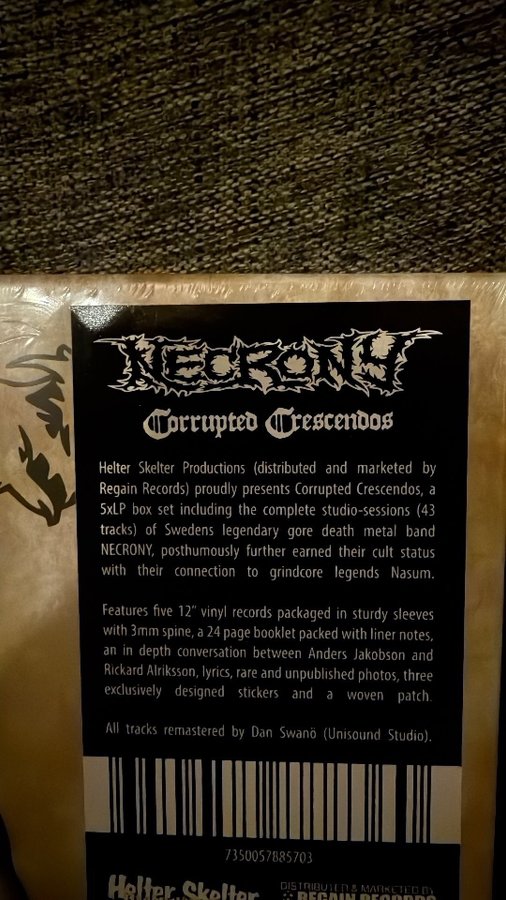 NECRONY
Corrupted Crescendos
Helter Skelter Productions (distributed and marketed by
Regain Records) proudly presents Corrupted Crescendos, a
5xLP box set including the complete studio-sessions (43
tracks) of Swedens legendary gore death metal band
NECRONY, posthumously further earned their cult status
with their connection to grindcore legends Nasum.
Features five 12" vinyl records packaged in sturdy sleeves
with 3mm spine, a 24 page booklet packed with liner notes,
an in depth conversation between Anders Jakobson and
Rickard Alriksson, lyrics, rare and unpublished photos, three
exclusively designed stickers and a woven patch.
All tracks remastered by Dan Swanö (Unisound Studio).
7350057885703
Helter Skelter
DISTRIBUTED & MARKETED BY
REGAIN RECORDS